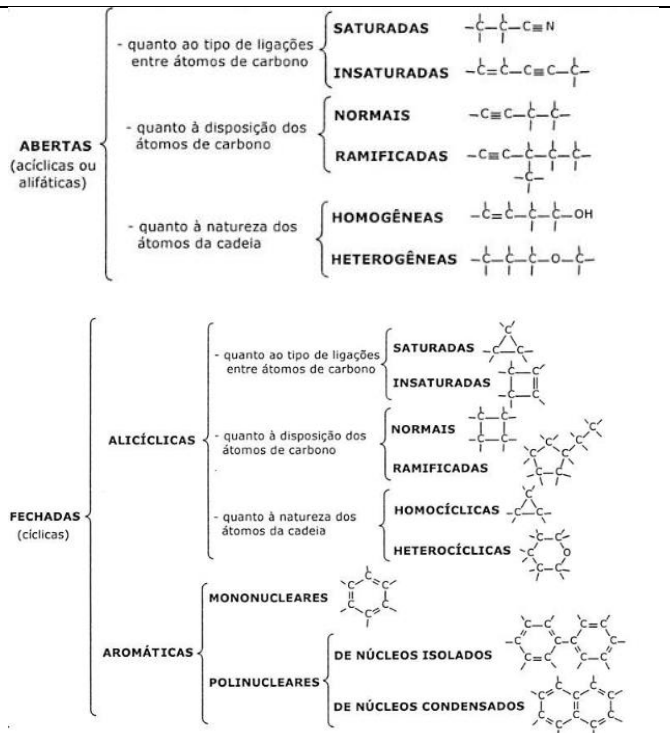 ABERTAS
(acíclicas ou
alifáticas)
- quanto ao tipo de ligações
entre átomos de carbono
SATURADAS
INSATURADAS
- quanto à disposição dos
átomos de carbono
NORMAIS
RAMIFICADAS
- quanto à natureza dos
átomos da cadeia
HOMOGÊNEAS
HETEROGÊNEAS
FECHADAS
(cíclicas)
ALICÍCLICAS
- quanto ao tipo de ligações
entre átomos de carbono
SATURADAS
INSATURADAS
- quanto à disposição dos
átomos de carbono
NORMAIS
RAMIFICADAS
- quanto à natureza dos
átomos da cadeia
HOMOCÍCLICAS
HETEROCÍCLICAS
AROMÁTICAS
MONONUCLEARES
POLINUCLEARES
DE NÚCLEOS ISOLADOS
DE NÚCLEOS CONDENSADOS